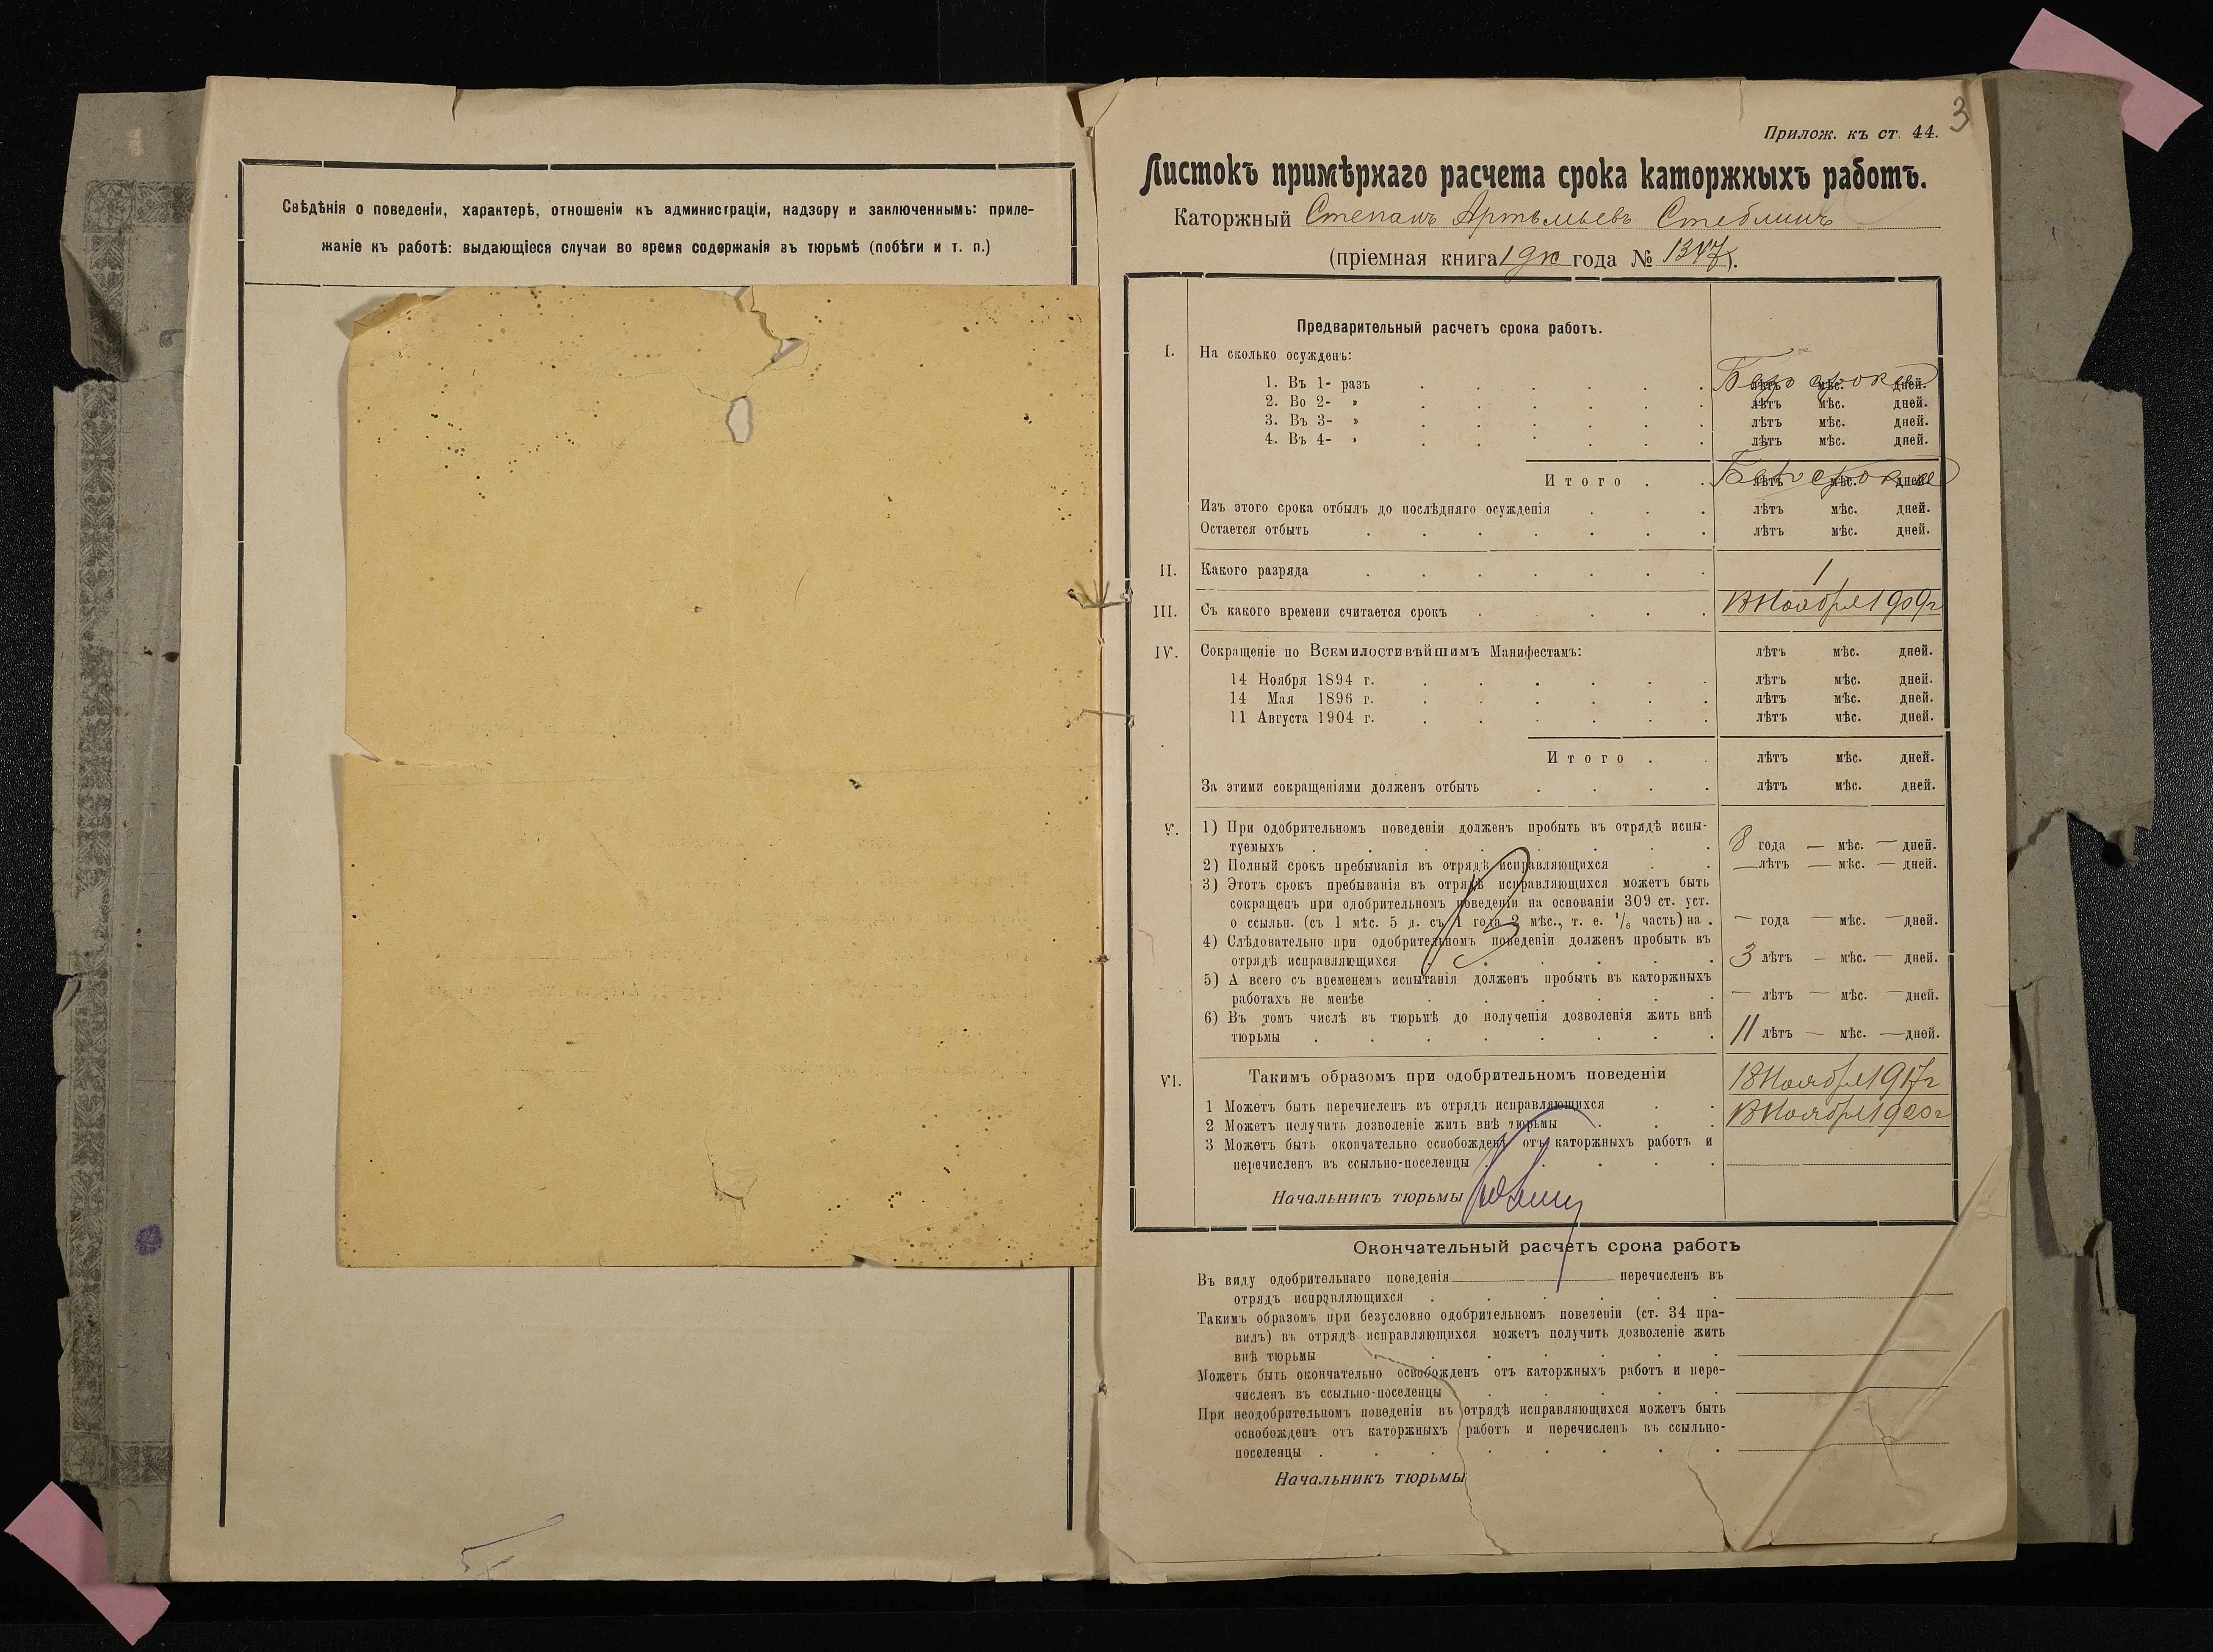 Свѣдѣнія о поведеніи, характерѣ, отношеніи къ администраціи, надзору и заключеннымъ: приле-
жаніе къ работѣ: выдающіеся случаи во время содержанія въ тюрьмѣ (побѣги и т. п.)
3
Прилож. къ ст. 44.
Листокъ примѣрнаго расчета срока каторжныхъ работъ.
Каторжный Степанъ Артемьевъ Стеблинъ
(пріемная книга года № 1347).
Предварительный расчетъ срока работъ.
I. На сколько осужденъ:
1. Въ 1- разъ Безъ срока лѣтъ мѣс. дней.
2. Во 2- » лѣтъ мѣс. дней.
3. Въ 3- » лѣтъ мѣс. дней.
4. Въ 4- » лѣтъ мѣс. дней.
Итого . . Безъ срока лѣтъ мѣс. дней
Изъ этого срока отбылъ до послѣдняго осужденія . . . лѣтъ мѣс. дней.
Остается отбыть . . . . . . . лѣтъ мѣс. дней.
II. Какого разряда . . . . . . . 1
III. Съ какого времени считается срокъ . . . . Ноября 1909 г
IV. Сокращеніе по Всемилостивѣйшимъ Манифестамъ: лѣтъ мѣс. дней.
14 Ноября 1894 г. . . . . . . лѣтъ мѣс. дней.
14 Мая 1896 г. . . . . . . лѣтъ мѣс. дней.
11 Августа 1904 г. . . . . . . лѣтъ мѣс. дней.
Итого . . лѣтъ мѣс. дней.
За этими сокращеніями долженъ отбыть . . . . лѣтъ мѣс. дней.
V. 1) При одобрительномъ поведеніи долженъ пробыть въ отрядѣ испы-
туемыхъ . . . . . . . . 8 года — мѣс. — дней.
2) Полный срокъ пребыванія въ отрядѣ исправляющихся . . — лѣтъ — мѣс. — дней.
3) Этотъ срокъ пребыванія въ отрядѣ исправляющихся можетъ быть
сокращенъ при одобрительномъ поведеніи на основаніи 309 ст. уст.
о ссыльн. (съ 1 мѣс. 5 д. съ 1 года 2 мѣс., т. е. 1/6 часть) на . — года — мѣс. — дней.
4) Слѣдовательно при одобрительномъ поведеніи долженъ пробыть въ
отрядѣ исправляющихся . . . . . . 3 лѣтъ — мѣс. — дней.
5) А всего съ временемъ испытанія долженъ пробыть въ каторжныхъ
работахъ не менѣе . . . . . . — лѣтъ — мѣс. — дней.
6) Въ томъ числѣ въ тюрьмѣ до полученія дозволенія жить внѣ
тюрьмы . . . . . . . . 11 лѣтъ — мѣс. — дней.
VI. Такимъ образомъ при одобрительномъ поведеніи
1 Можетъ быть перечисленъ въ отрядъ исправляющихся . . 18 Ноября 1917 г
2 Можетъ получить дозволеніе жить внѣ тюрьмы . . . Ноября 1920 г
3 Можетъ быть окончательно освобожденъ отъ каторжныхъ работъ и
перечисленъ въ ссыльно-поселенцы . . . . .
Начальникъ тюрьмы
Окончательный расчетъ срока работъ
Въ виду одобрительнаго поведенія перечисленъ въ
отрядъ исправляющихся . . . . . .
Такимъ образомъ при безусловно одобрительномъ поведеніи (ст. 34 пра-
вилъ) въ отрядѣ исправляющихся можетъ получить дозволеніе жить
внѣ тюрьмы . . . . . . .
Можетъ быть окончательно освобожденъ отъ каторжныхъ работъ и пере-
численъ въ ссыльно-поселенцы . . . . .
При неодобрительномъ поведеніи въ отрядѣ исправляющихся можетъ быть
освобожденъ отъ каторжныхъ работъ и перечисленъ въ ссыльно-
поселенцы . . . . . . . .
Начальникъ тюрьмы